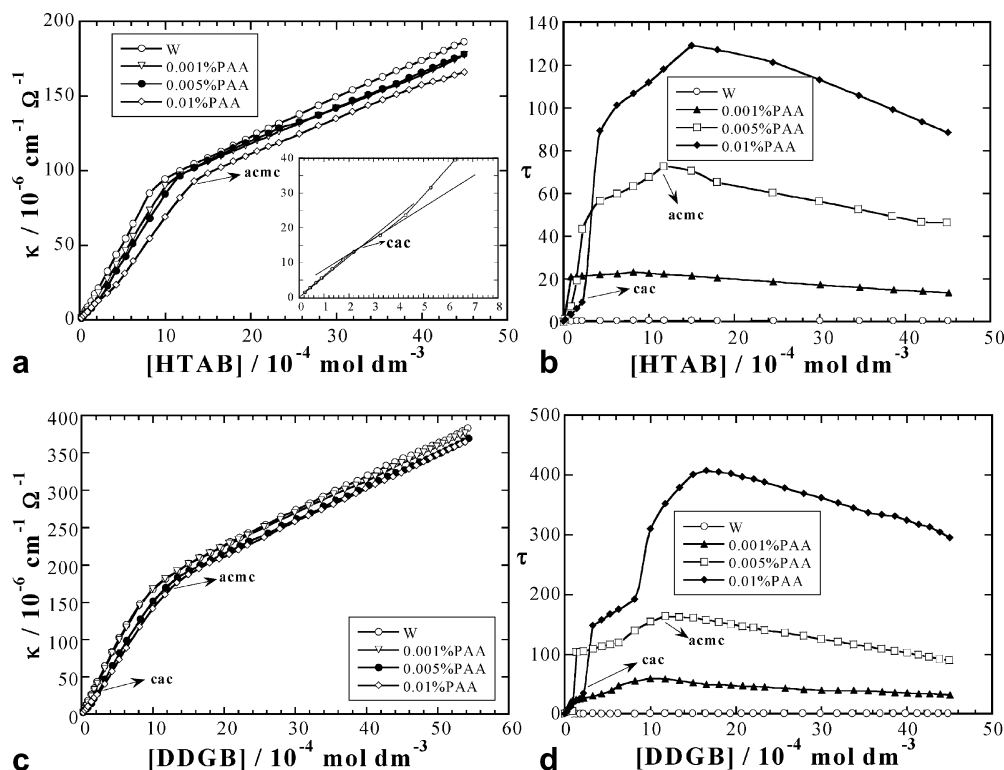 200
150
100
50
0
κ / 10⁻⁶ cm⁻¹ Ω⁻¹
W
0.001%PAA
0.005%PAA
0.01%PAA
acmc
40
30
20
10
0
cac
0 1 2 3 4 5 6 7 8
0 10 20 30 40 50
a [HTAB] / 10⁻⁴ mol dm⁻³
140
120
100
80
60
40
20
0
τ
W
0.001%PAA
0.005%PAA
0.01%PAA
acmc
cac
0 10 20 30 40 50
b [HTAB] / 10⁻⁴ mol dm⁻³
400
350
300
250
200
150
100
50
0
κ / 10⁻⁶ cm⁻¹ Ω⁻¹
acmc
cac
W
0.001%PAA
0.005%PAA
0.01%PAA
0 10 20 30 40 50 60
c [DDGB] / 10⁻⁴ mol dm⁻³
500
400
300
200
100
0
τ
W
0.001%PAA
0.005%PAA
0.01%PAA
acmc
cac
0 10 20 30 40 50
d [DDGB] / 10⁻⁴ mol dm⁻³